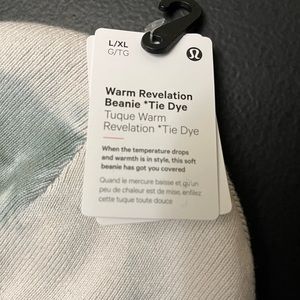 L/XL
G/TG
Warm Revelation
Beanie *Tie Dye
Tuque Warm
Revelation *Tie Dye
When the temperature drops
and warmth is in style, this soft
beanie has got you covered
Quand le mercure baisse et qu'un
peu de chaleur est de mise, enfilez
cette tuque toute douce